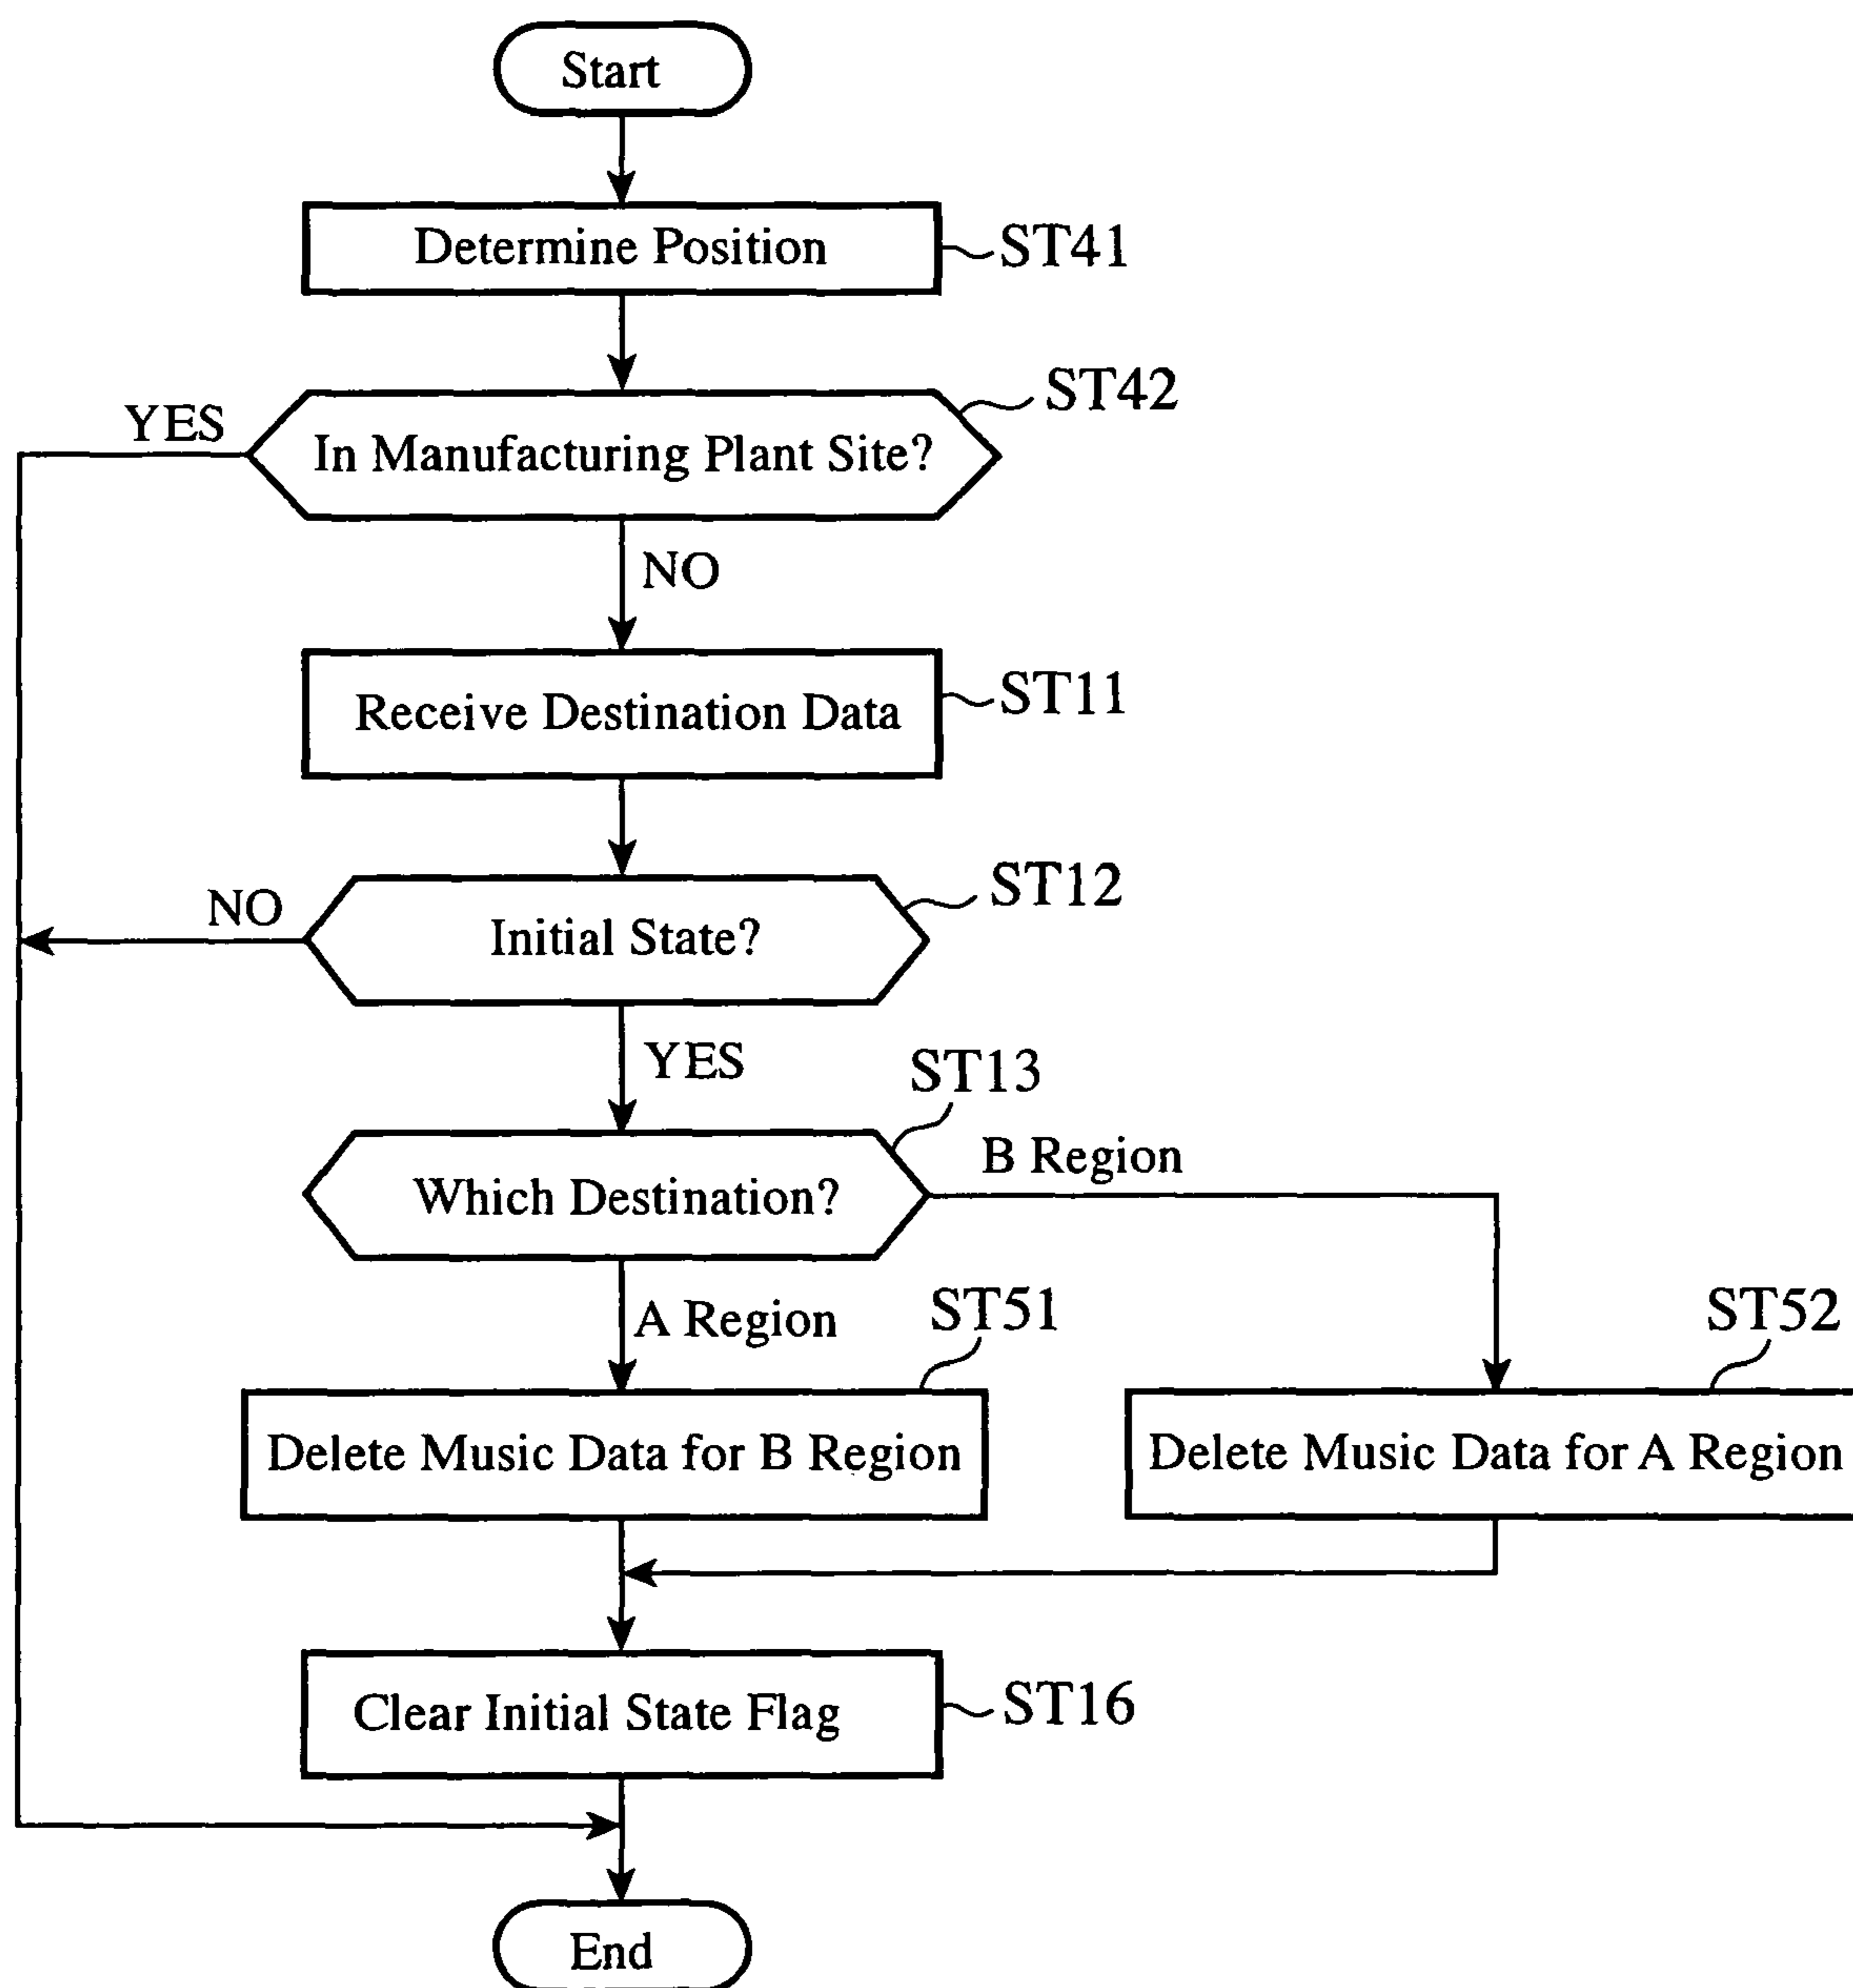 Start
Determine Position
ST41
ST42
YES
In Manufacturing Plant Site?
NO
Receive Destination Data
ST11
ST12
NO
Initial State?
YES
ST13
B Region
Which Destination?
A Region
ST51
ST52
Delete Music Data for B Region
Delete Music Data for A Region
Clear Initial State Flag
ST16
End